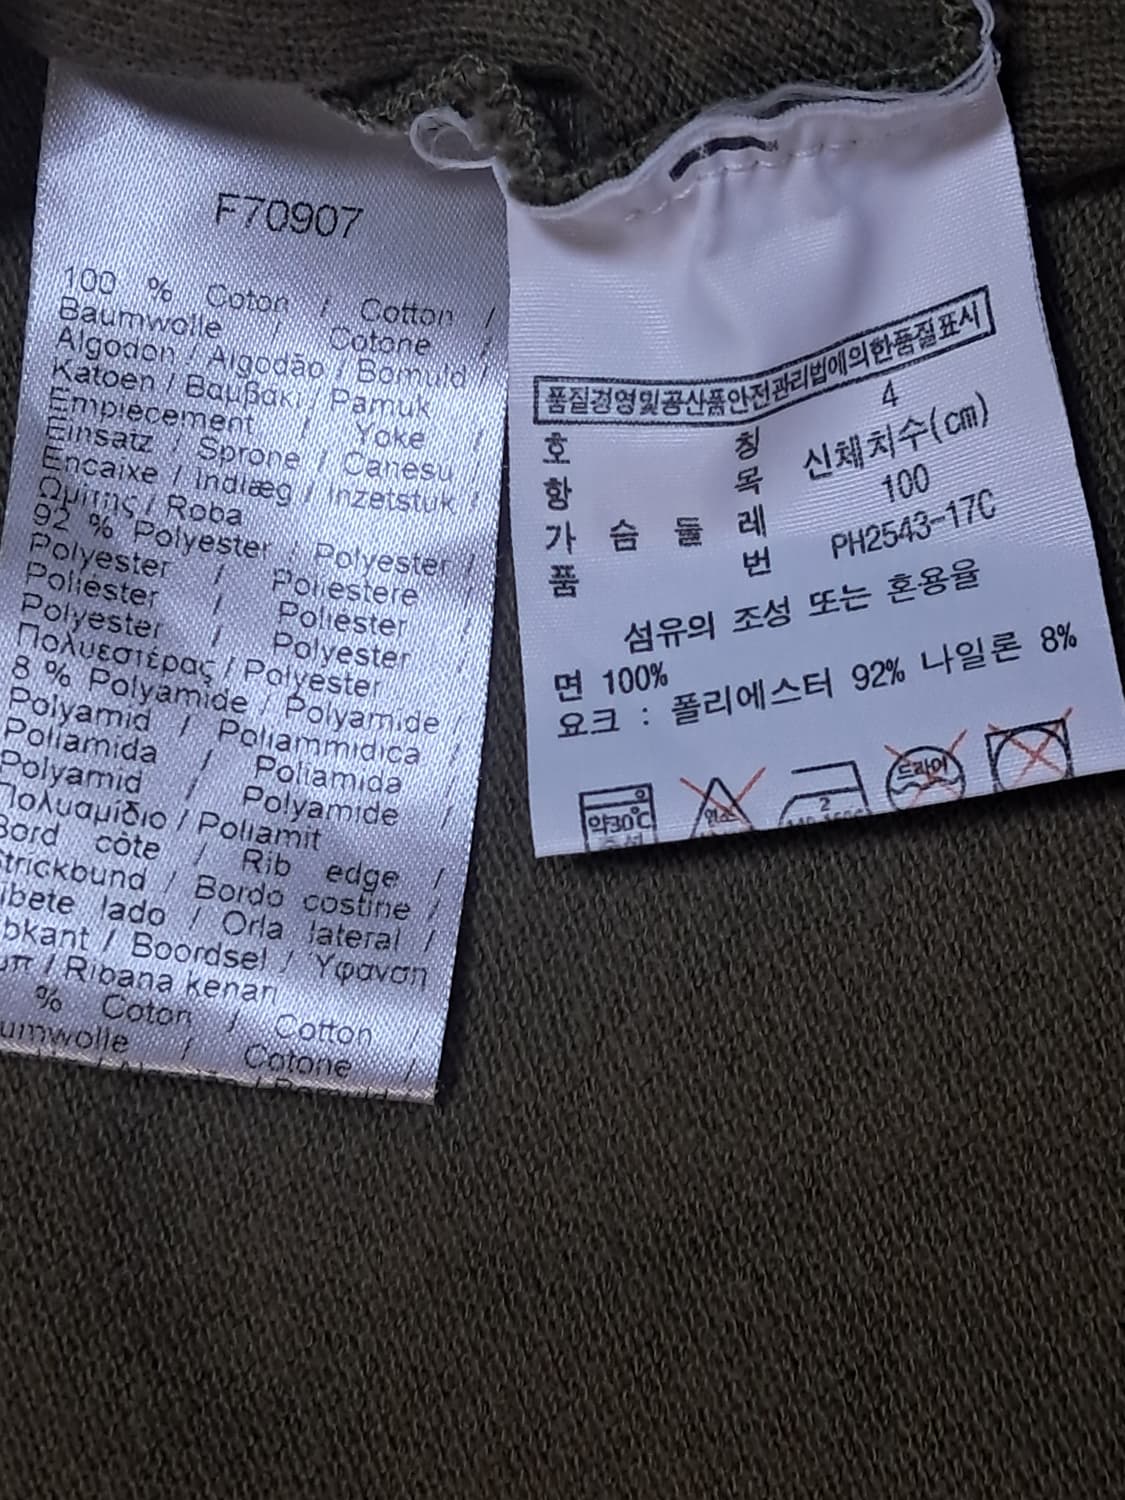 F70907
100 % Coton / Cotton /
Baumwolle / Cotone /
Algodon / Algodão / Bomuld /
Katoen / Βαμβακι / Pamuk
Empiecement / Yoke /
Einsatz / Sprone / Canesu /
Encaixe / Indlæg / Inzetstuk /
Ωμιτης / Roba
92 % Polyester / Polyester /
Polyester / Poliestere /
Poliester / Poliester /
Polyester / Polyester
Πολυεστέρας / Polyester
8 % Polyamide / Polyamide /
Polyamid / Poliammidica /
Poliamida / Poliamida /
Polyamid / Polyamide /
Πολυαμίδιο / Poliamit
Bord côte / Rib edge /
trickbund / Bordo costine /
ibete lado / Orla lateral /
bkant / Boordsel / Υφανση
/ Ribana kenarı
% Coton / Cotton /
umwolle / Cotone /
품질경영및공산품안전관리법에의한품질표시
호 칭 4
항 목 신체치수(cm)
가 슴 둘 레 100
품 번 PH2543-17C
섬유의 조성 또는 혼용율
면 100%
요크 : 폴리에스터 92% 나일론 8%
약30℃
드라이
2